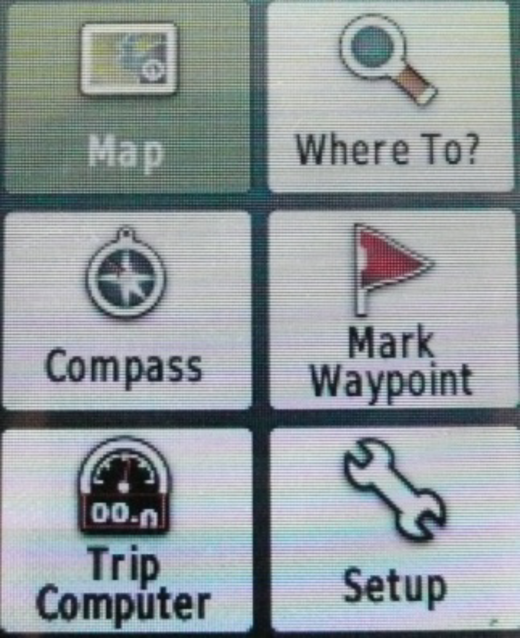 Map
Where To?
Compass
Mark
Waypoint
00.0
Trip
Computer
Setup